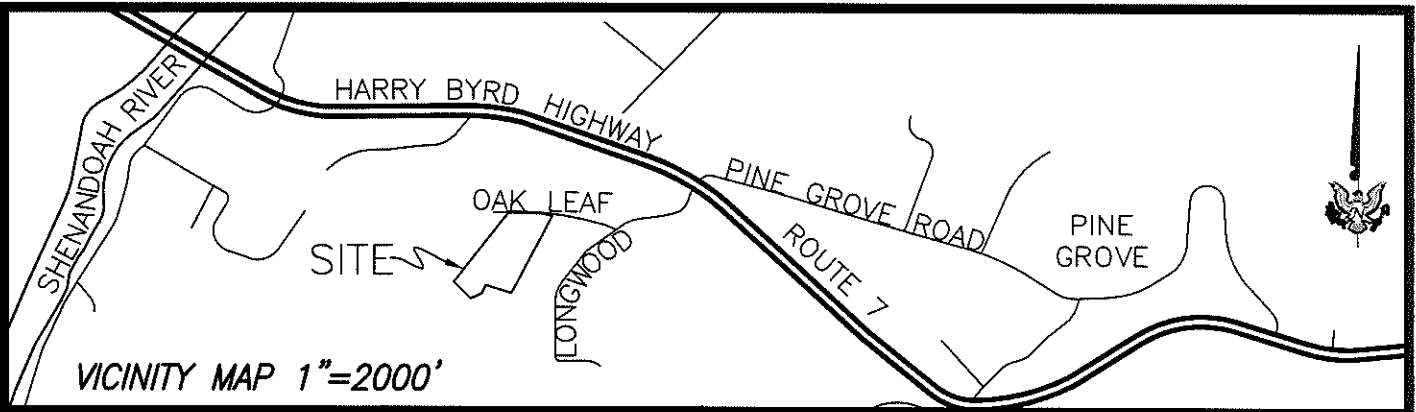 SHENANDOAH RIVER
HARRY BYRD HIGHWAY
PINE GROVE ROAD
OAK LEAF
SITE
LONGWOOD
ROUTE 7
PINE
GROVE
VICINITY MAP 1"=2000'